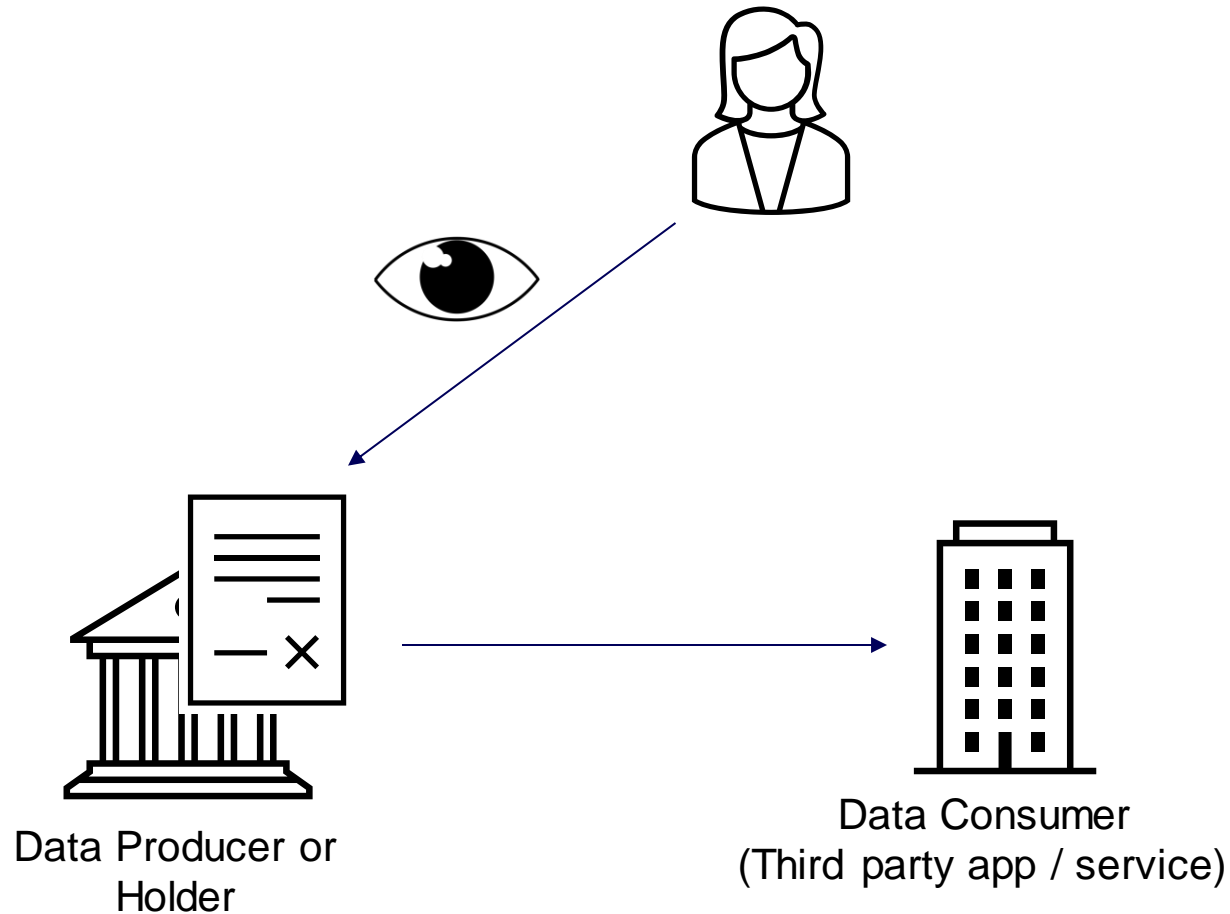 Data Producer or
Holder
Data Consumer
(Third party app / service)